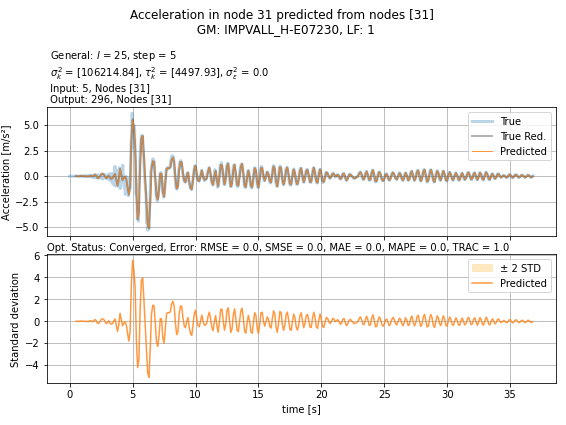 Acceleration in node 31 predicted from nodes [31]
GM: IMPVALL_H-E07230, LF: 1
General: l = 25, step = 5
σ²ₖ = [106214.84], τ²ₖ = [4497.93], σ²ε = 0.0
Input: 5, Nodes [31]
Output: 296, Nodes [31]
Acceleration [m/s²]
5.0
2.5
0.0
−2.5
−5.0
True
True Red.
Predicted
Opt. Status: Converged, Error: RMSE = 0.0, SMSE = 0.0, MAE = 0.0, MAPE = 0.0, TRAC = 1.0
Standard deviation
6
4
2
0
−2
−4
± 2 STD
Predicted
0 5 10 15 20 25 30 35
time [s]